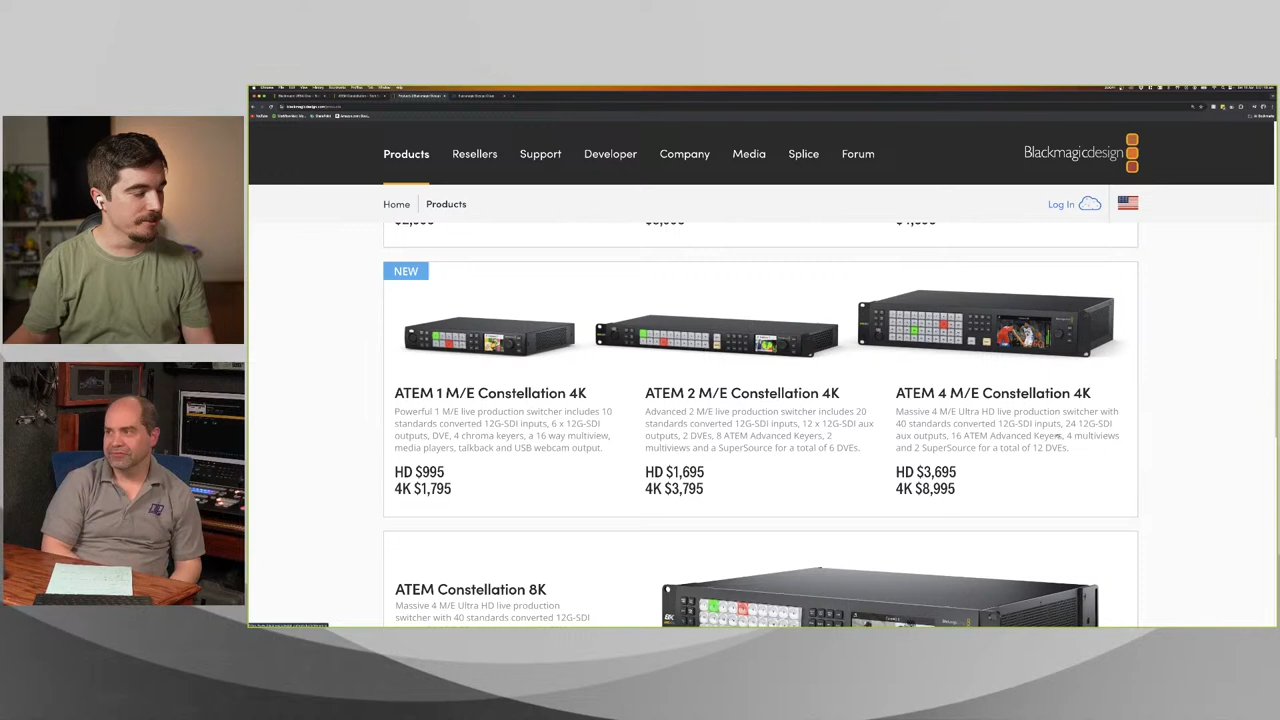 Products
Resellers
Support
Developer
Company
Media
Splice
Forum
Blackmagicdesign
Home
Products
Log In
NEW
ATEM 1 M/E Constellation 4K
Powerful 1 M/E live production switcher includes 10
standards converted 12G-SDI inputs, 6 x 12G-SDI
outputs, DVE, 4 chroma keyers, a 16 way multiview,
media players, talkback and USB webcam output.
HD $995
4K $1,795
ATEM 2 M/E Constellation 4K
Advanced 2 M/E live production switcher includes 20
standards converted 12G-SDI inputs, 12 x 12G-SDI aux
outputs, 2 DVEs, 8 ATEM Advanced Keyers, 2
multiviews and a SuperSource for a total of 6 DVEs.
HD $1,695
4K $3,795
ATEM 4 M/E Constellation 4K
Massive 4 M/E Ultra HD live production switcher with
40 standards converted 12G-SDI inputs, 24 12G-SDI
aux outputs, 16 ATEM Advanced Keyers, 4 multiviews
and 2 SuperSource for a total of 12 DVEs.
HD $3,695
4K $8,995
ATEM Constellation 8K
Massive 4 M/E Ultra HD live production
switcher with 40 standards converted 12G-SDI